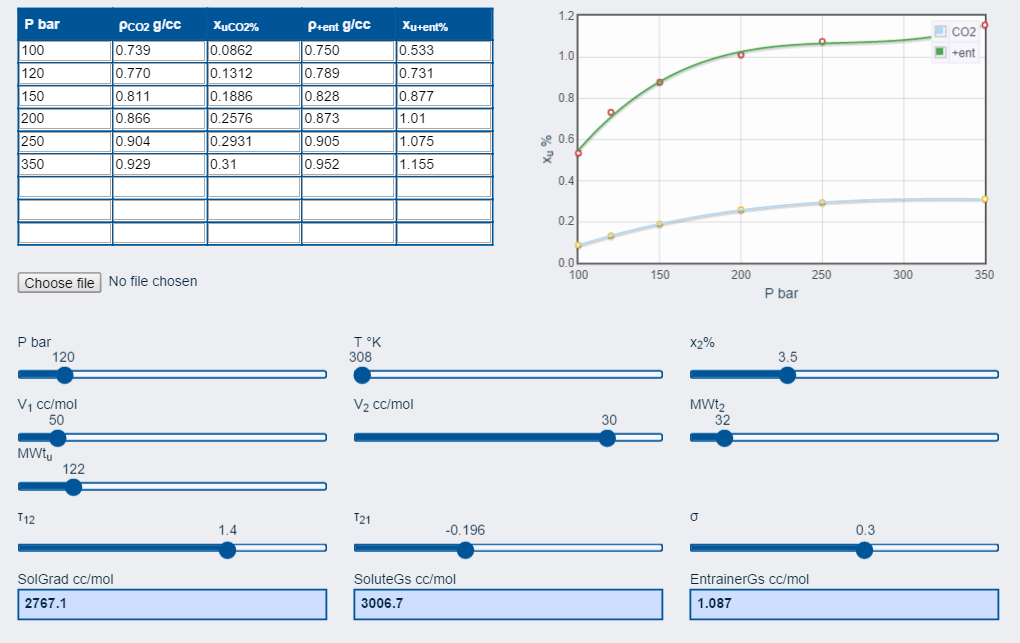 P bar ρCO2 g/cc xuCO2% ρ+ent g/cc xu+ent%
100 0.739 0.0862 0.750 0.533
120 0.770 0.1312 0.789 0.731
150 0.811 0.1886 0.828 0.877
200 0.866 0.2576 0.873 1.01
250 0.904 0.2931 0.905 1.075
350 0.929 0.31 0.952 1.155
Choose file No file chosen
1.2
1.0
0.8
0.6
0.4
0.2
0.0
xu %
CO2
+ent
100 150 200 250 300 350
P bar
P bar
120
T °K
308
x2%
3.5
V1 cc/mol
50
V2 cc/mol
30
MWt2
32
MWtu
122
τ12
1.4
τ21
-0.196
σ
0.3
SolGrad cc/mol
2767.1
SoluteGs cc/mol
3006.7
EntrainerGs cc/mol
1.087